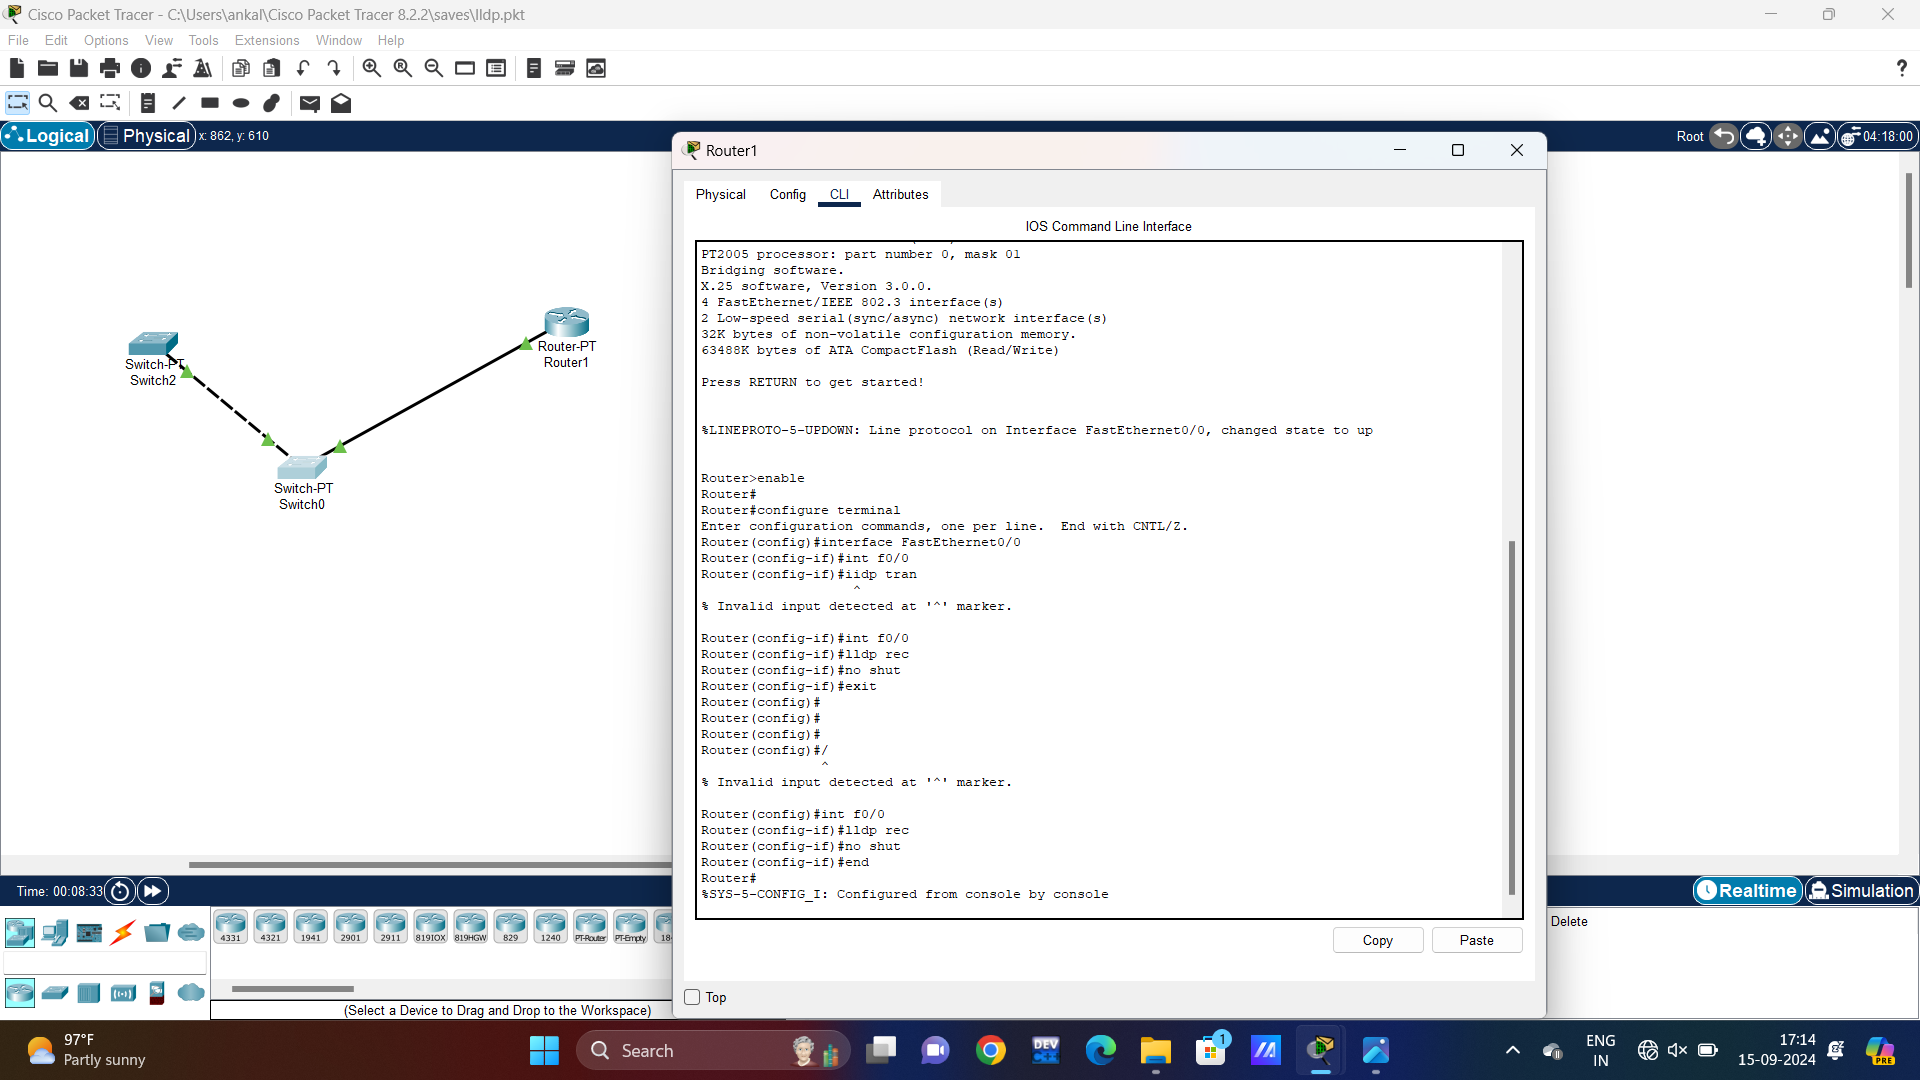 Cisco Packet Tracer - C:\Users\ankal\Cisco Packet Tracer 8.2.2\saves\lldp.pkt
File Edit Options View Tools Extensions Window Help
?
Logical Physical x: 862, y: 610
Root 04:18:00
Switch-PT
Switch2
Router-PT
Router1
Switch-PT
Switch0
Router1
Physical Config CLI Attributes
IOS Command Line Interface
PT2005 processor: part number 0, mask 01
Bridging software.
X.25 software, Version 3.0.0.
4 FastEthernet/IEEE 802.3 interface(s)
2 Low-speed serial(sync/async) network interface(s)
32K bytes of non-volatile configuration memory.
63488K bytes of ATA CompactFlash (Read/Write)
Press RETURN to get started!
%LINEPROTO-5-UPDOWN: Line protocol on Interface FastEthernet0/0, changed state to up
Router>enable
Router#
Router#configure terminal
Enter configuration commands, one per line.  End with CNTL/Z.
Router(config)#interface FastEthernet0/0
Router(config-if)#int f0/0
Router(config-if)#iidp tran
^
% Invalid input detected at '^' marker.
Router(config-if)#int f0/0
Router(config-if)#lldp rec
Router(config-if)#no shut
Router(config-if)#exit
Router(config)#
Router(config)#
Router(config)#
Router(config)#/
^
% Invalid input detected at '^' marker.
Router(config)#int f0/0
Router(config-if)#lldp rec
Router(config-if)#no shut
Router(config-if)#end
Router#
%SYS-5-CONFIG_I: Configured from console by console
Copy Paste
Top
Time: 00:08:33
Realtime Simulation
4331 4321 1941 2901 2911 819IOX 819HGW 829 1240 PT-Router PT-Empty 18
Delete
(Select a Device to Drag and Drop to the Workspace)
97°F
Partly sunny
Search
DEV
C++
1
ENG
IN
17:14
15-09-2024
PRE